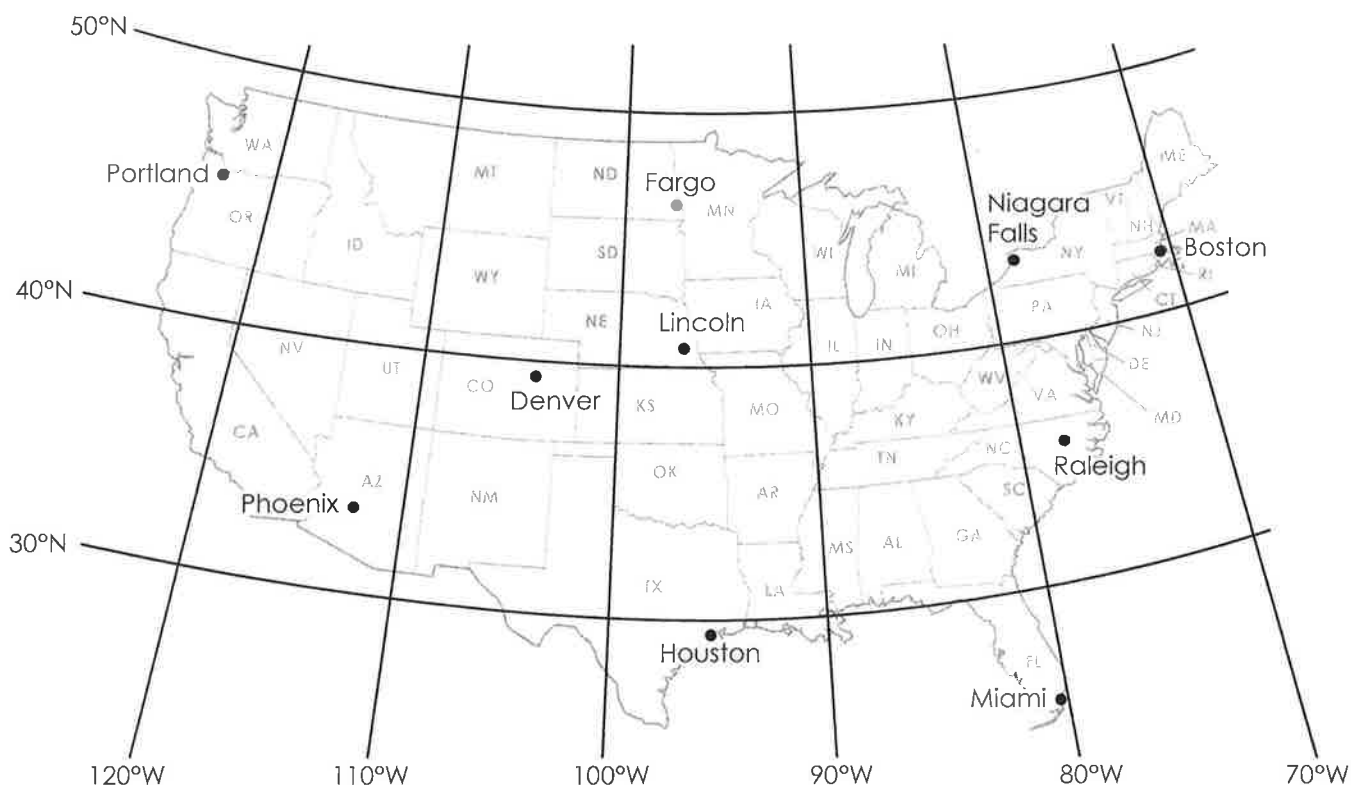 50°N
WA
Portland
MT
ND
Fargo
MN
ME
OR
ID
VT
Niagara
Falls
NH
MA
Boston
WI
NY
SD
MI
WY
RI
40°N
CT
NE
Lincoln
IA
PA
NJ
NV
IL
IN
OH
DE
UT
CO
Denver
KS
MO
WV
VA
MD
CA
KY
TN
NC
Raleigh
OK
AZ
NM
AR
SC
Phoenix
30°N
MS
AL
GA
TX
LA
Houston
FL
Miami
120°W
110°W
100°W
90°W
80°W
70°W